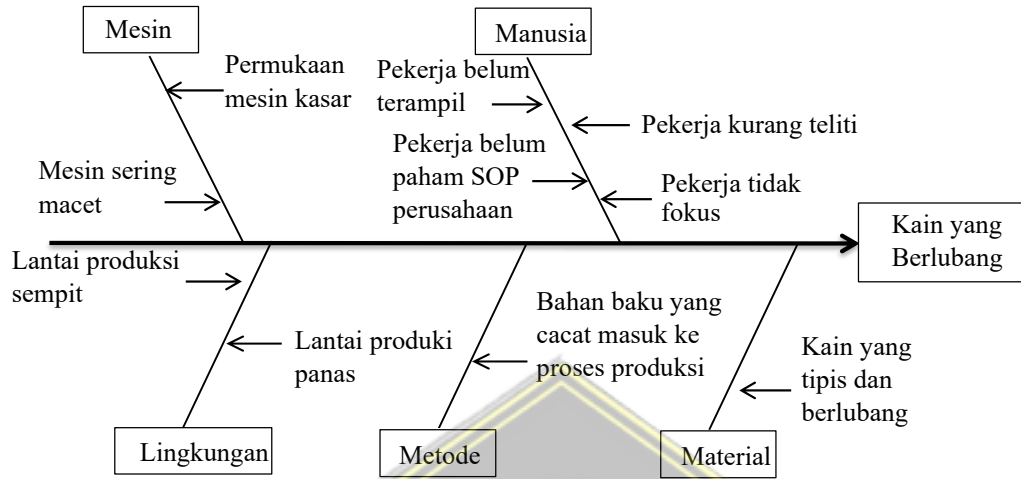 Mesin
Manusia
Permukaan
mesin kasar
Pekerja belum
terampil
Pekerja kurang teliti
Pekerja belum
paham SOP
perusahaan
Mesin sering
macet
Pekerja tidak
fokus
Kain yang
Berlubang
Lantai produksi
sempit
Lantai produki
panas
Bahan baku yang
cacat masuk ke
proses produksi
Kain yang
tipis dan
berlubang
Lingkungan
Metode
Material